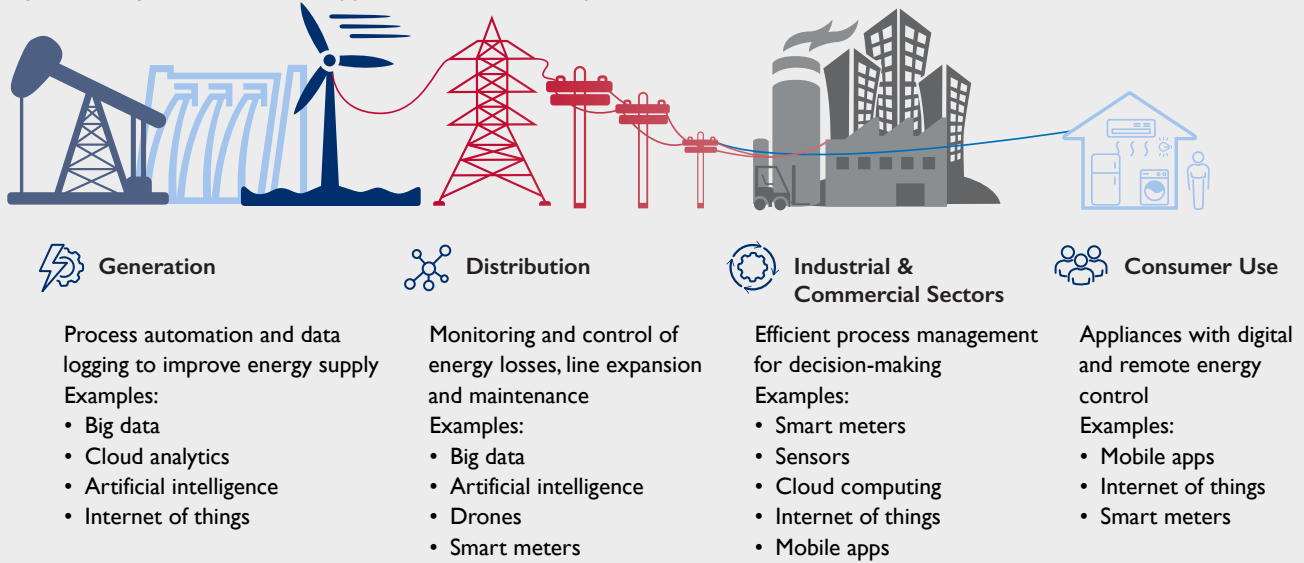 Generation
Process automation and data
logging to improve energy supply
Examples:
• Big data
• Cloud analytics
• Artificial intelligence
• Internet of things
Distribution
Monitoring and control of
energy losses, line expansion
and maintenance
Examples:
• Big data
• Artificial intelligence
• Drones
• Smart meters
Industrial &
Commercial Sectors
Efficient process management
for decision-making
Examples:
• Smart meters
• Sensors
• Cloud computing
• Internet of things
• Mobile apps
Consumer Use
Appliances with digital
and remote energy
control
Examples:
• Mobile apps
• Internet of things
• Smart meters